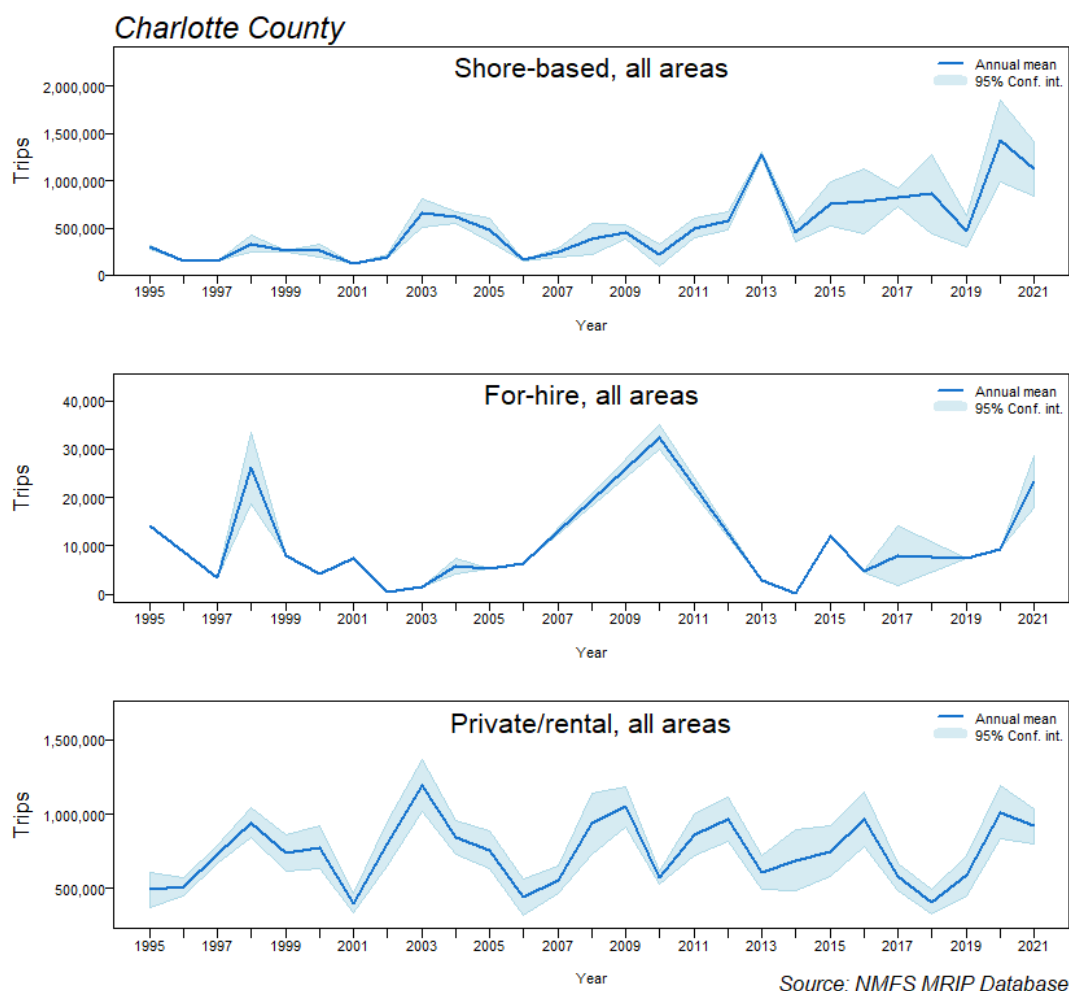 Charlotte County
Shore-based, all areas
Annual mean
95% Conf. int.
Trips
2,000,000
1,500,000
1,000,000
500,000
0
1995 1997 1999 2001 2003 2005 2007 2009 2011 2013 2015 2017 2019 2021
Year
For-hire, all areas
Annual mean
95% Conf. int.
Trips
40,000
30,000
20,000
10,000
0
1995 1997 1999 2001 2003 2005 2007 2009 2011 2013 2015 2017 2019 2021
Year
Private/rental, all areas
Annual mean
95% Conf. int.
Trips
1,500,000
1,000,000
500,000
1995 1997 1999 2001 2003 2005 2007 2009 2011 2013 2015 2017 2019 2021
Year
Source: NMFS MRIP Database